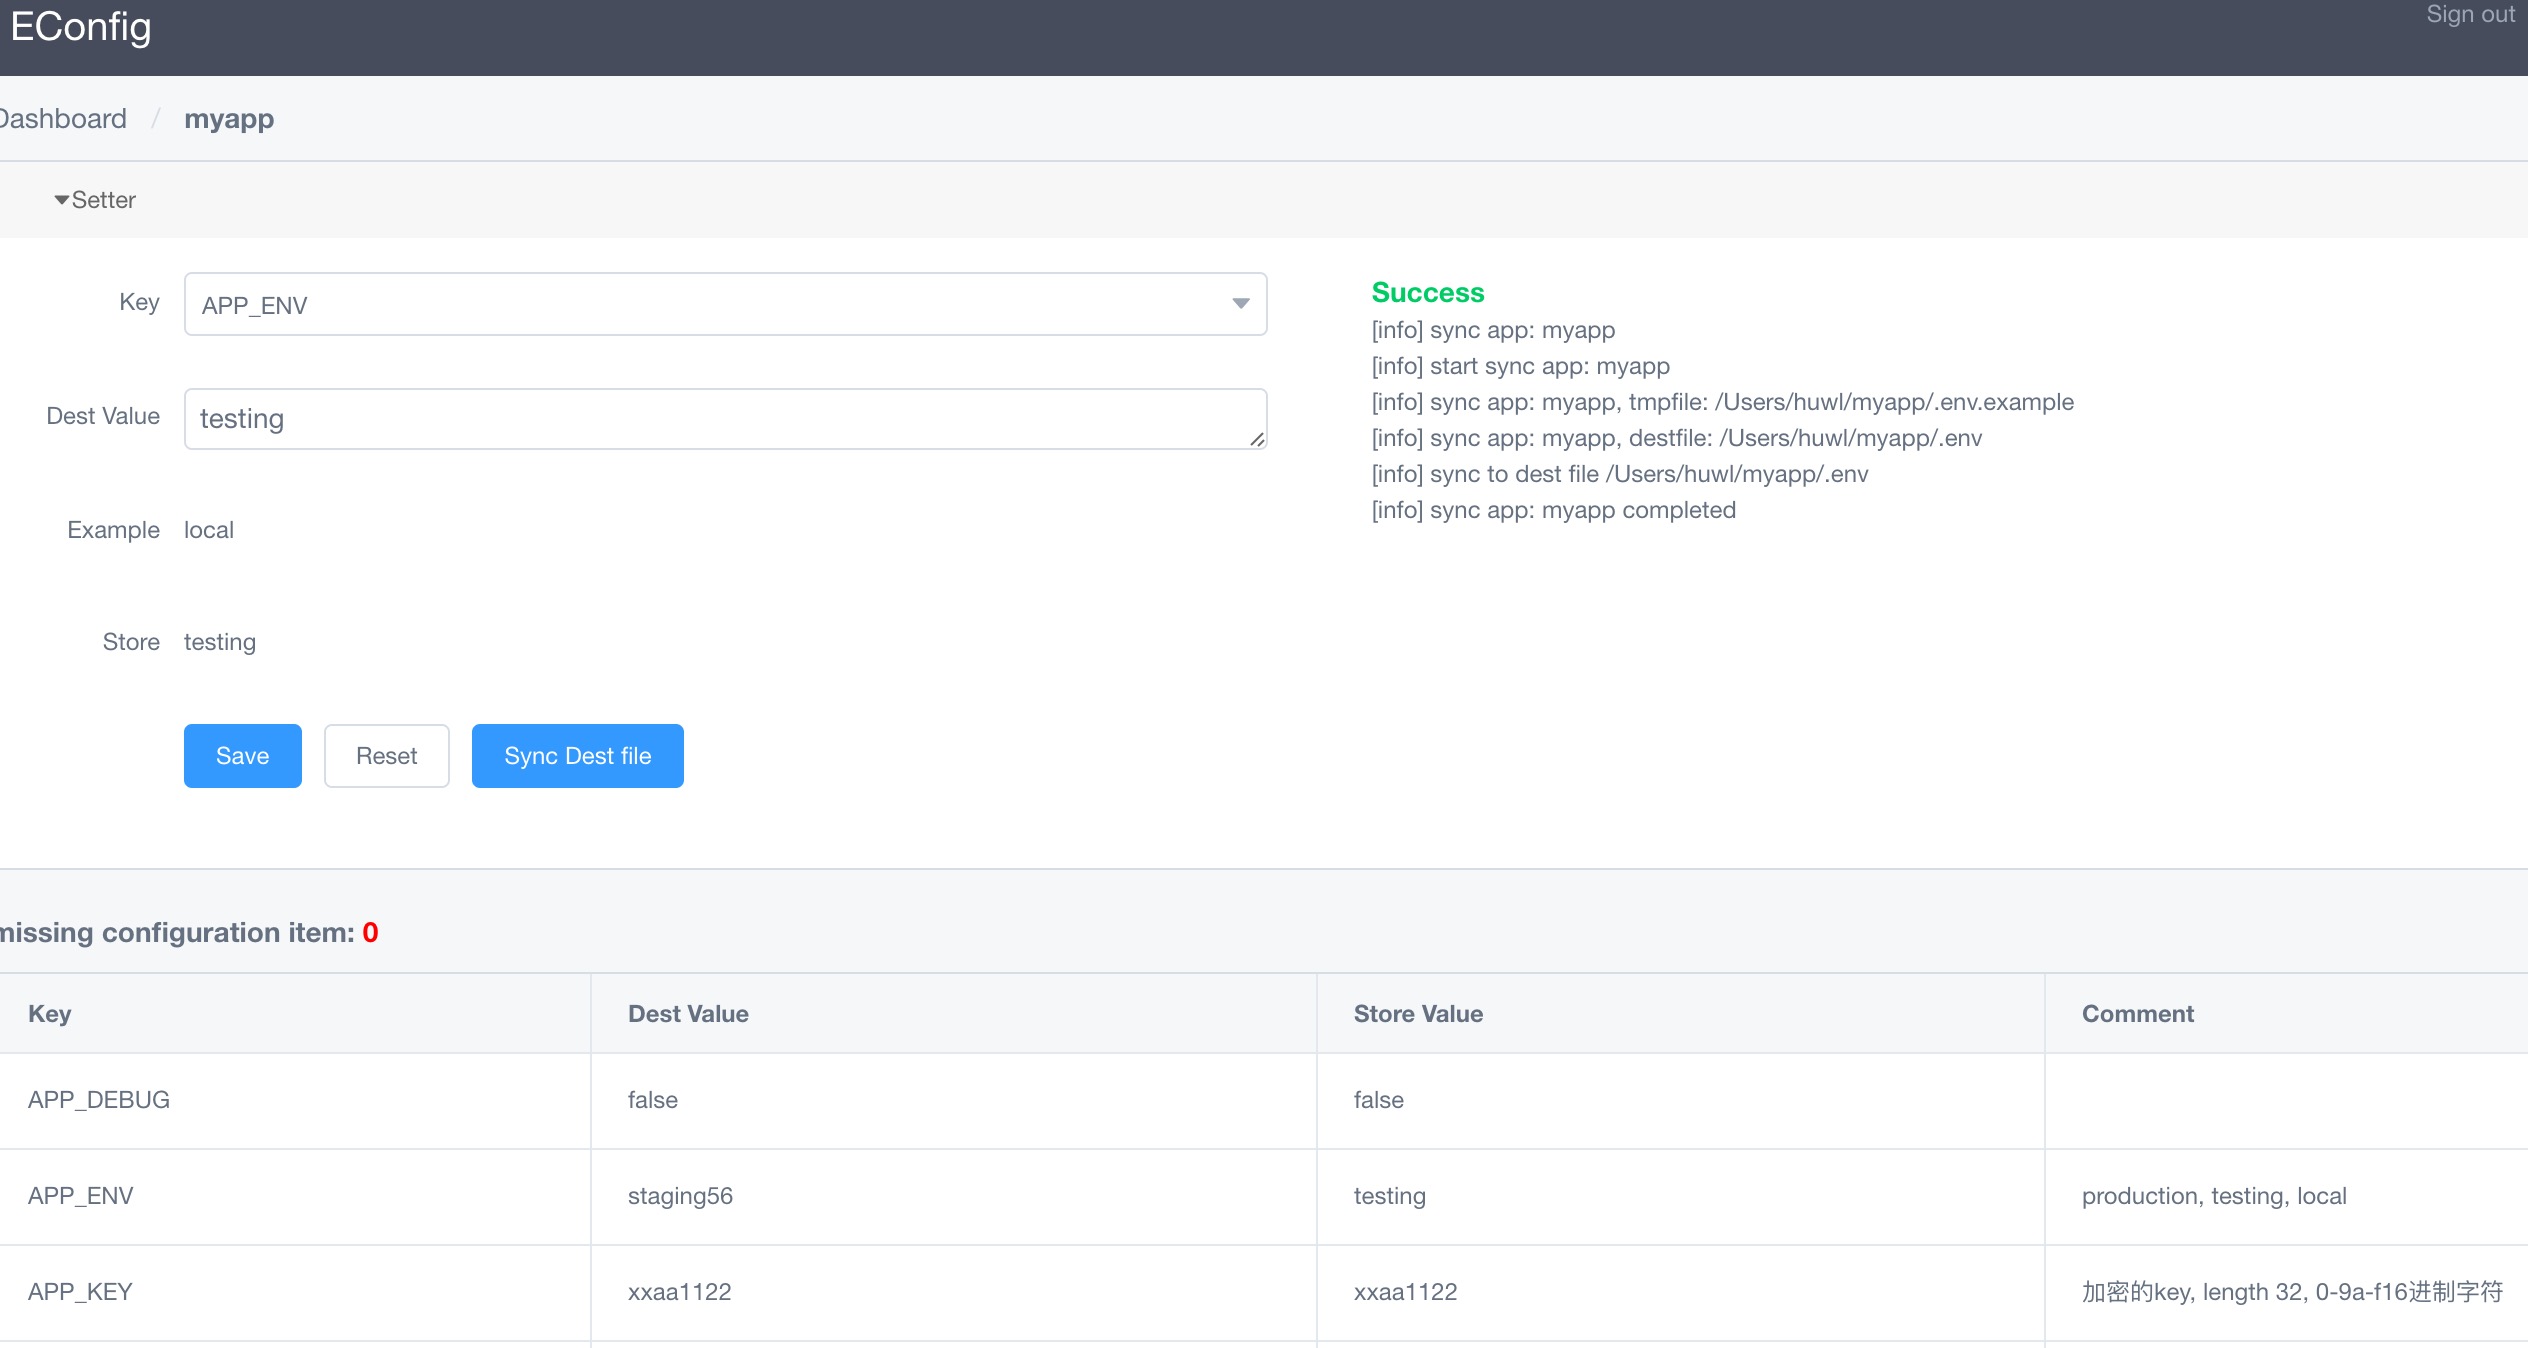 EConfig
Sign out
Dashboard / myapp
Setter
Key
APP_ENV
Dest Value
testing
Example
local
Store
testing
Save
Reset
Sync Dest file
Success
[info] sync app: myapp
[info] start sync app: myapp
[info] sync app: myapp, tmpfile: /Users/huwl/myapp/.env.example
[info] sync app: myapp, destfile: /Users/huwl/myapp/.env
[info] sync to dest file /Users/huwl/myapp/.env
[info] sync app: myapp completed
missing configuration item: 0
Key Dest Value Store Value Comment
APP_DEBUG false false
APP_ENV staging56 testing production, testing, local
APP_KEY xxaa1122 xxaa1122 加密的key, length 32, 0-9a-f16进制字符